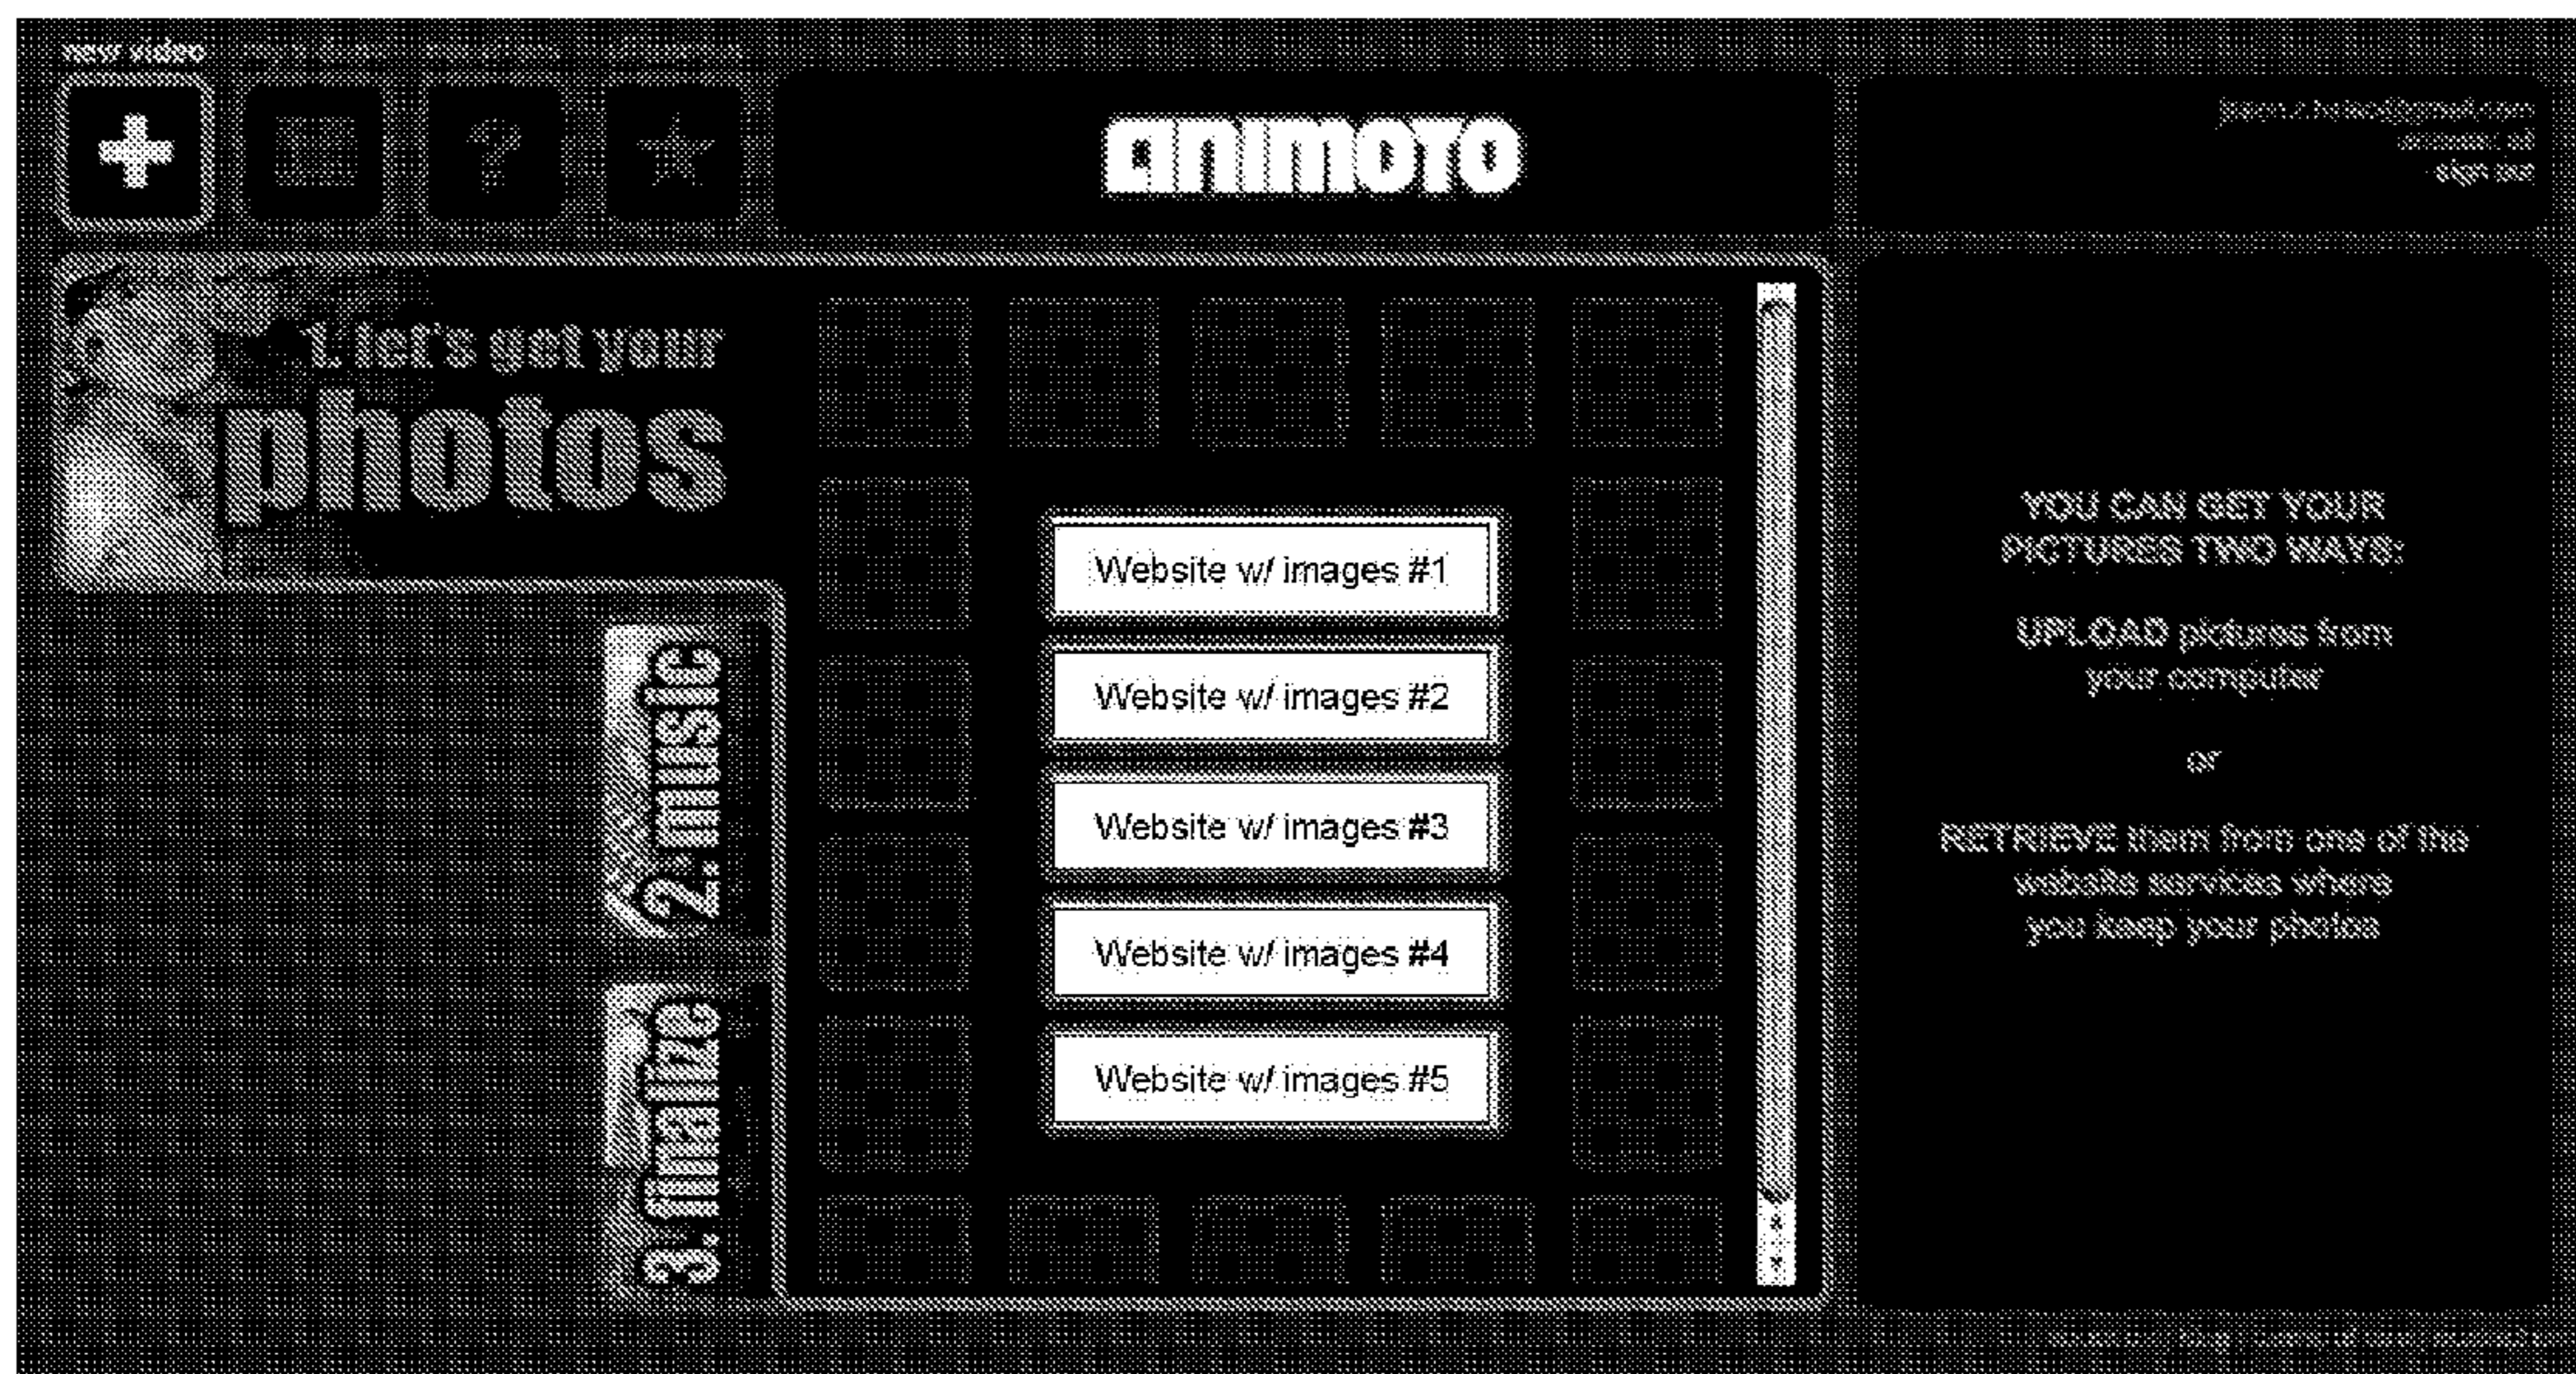 new video
ANIMOTO
sign out
1. let's get your
photos
2.music
3.finalize
Website w/ images #1
Website w/ images #2
Website w/ images #3
Website w/ images #4
Website w/ images #5
YOU CAN GET YOUR
PICTURES TWO WAYS:
UPLOAD pictures from
your computer
or
RETRIEVE them from one of the
website services where
you keep your photos